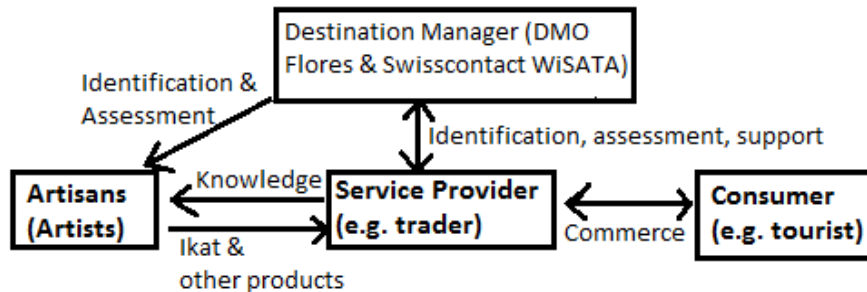 Destination Manager (DMO
Flores & Swisscontact WiSATA)
Identification &
Assessment
Identification, assessment, support
Artisans
(Artists)
Knowledge
Ikat &
other products
Service Provider
(e.g. trader)
Commerce
Consumer
(e.g. tourist)